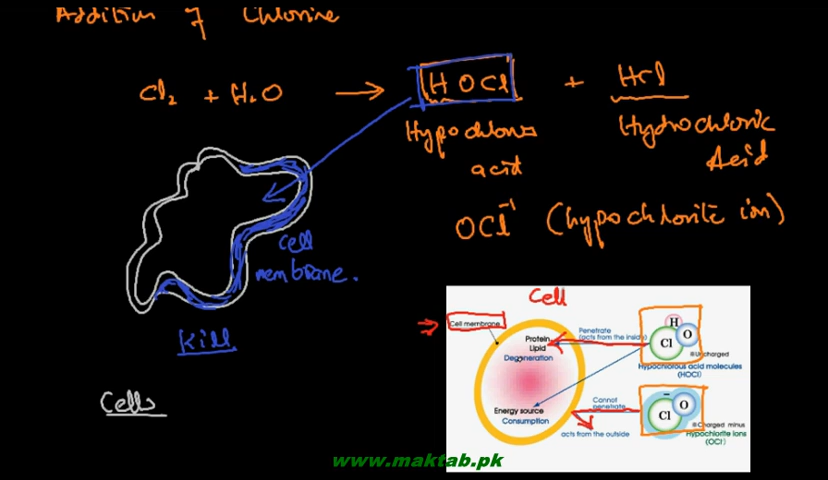 Addition of Chlorine
Cl2 + H2O → HOCl + HCl
Hypochlorus acid
Hydrochloric Acid
OCl-1 (hypochlorite ion)
cell membrane.
Kill
Cells
Cell
Cell membrane
Protein
Lipid
Degeneration
Energy source
Consumption
Penetrate
(acts from the inside)
Cannot
penetrate
acts from the outside
H
Cl O
Uncharged
Hypochlorous acid molecules
(HOCl)
−
Cl O
Charged minus
Hypochlorite Ions
(OCl)
www.maktab.pk